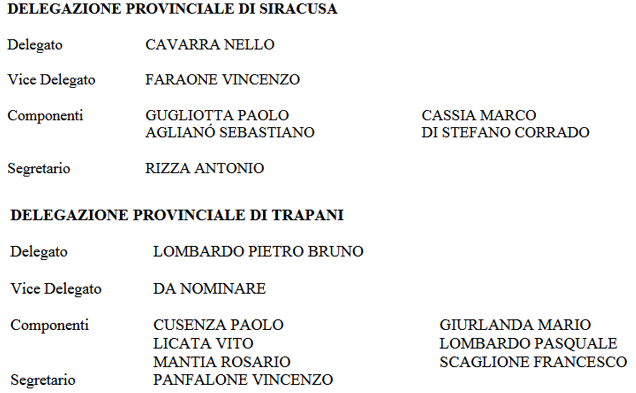 DELEGAZIONE PROVINCIALE DI SIRACUSA
Delegato CAVARRA NELLO
Vice Delegato FARAONE VINCENZO
Componenti GUGLIOTTA PAOLO CASSIA MARCO
AGLIANÓ SEBASTIANO DI STEFANO CORRADO
Segretario RIZZA ANTONIO
DELEGAZIONE PROVINCIALE DI TRAPANI
Delegato LOMBARDO PIETRO BRUNO
Vice Delegato DA NOMINARE
Componenti CUSENZA PAOLO GIURLANDA MARIO
LICATA VITO LOMBARDO PASQUALE
MANTIA ROSARIO SCAGLIONE FRANCESCO
Segretario PANFALONE VINCENZO